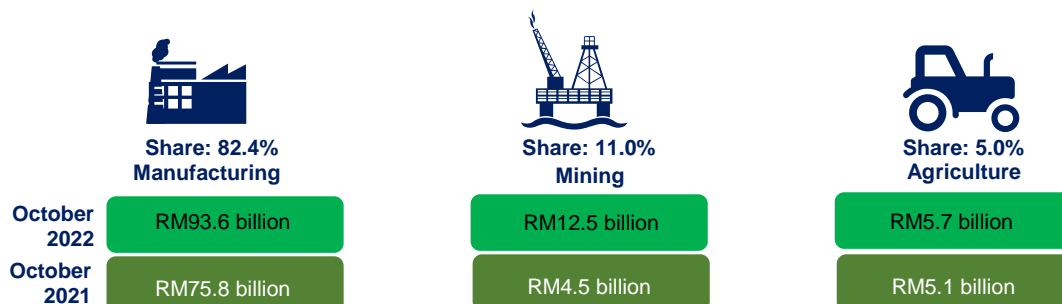 Share: 82.4%
Manufacturing
Share: 11.0%
Mining
Share: 5.0%
Agriculture
October
2022
RM93.6 billion
RM12.5 billion
RM5.7 billion
October
2021
RM75.8 billion
RM4.5 billion
RM5.1 billion